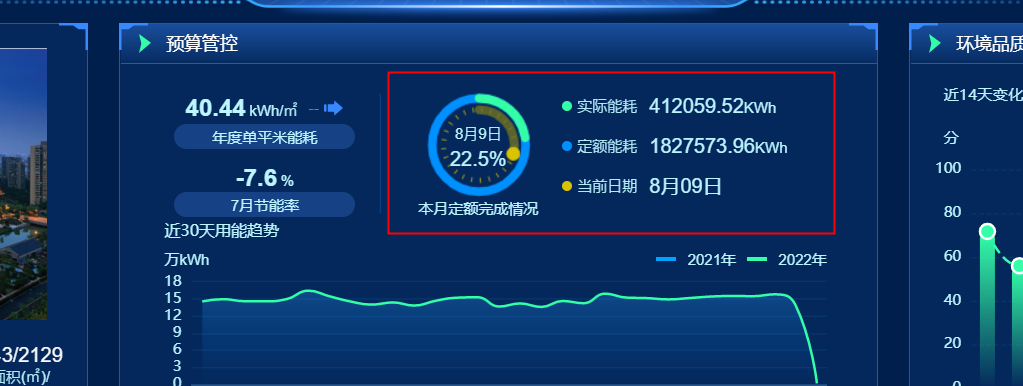 预算管控
40.44 kWh/㎡
年度单平米能耗
-7.6 %
7月节能率
8月9日
22.5%
本月定额完成情况
实际能耗 412059.52KWh
定额能耗 1827573.96KWh
当前日期 8月09日
近30天用能趋势
万kWh
2021年 2022年
18
15
12
9
6
3
0
3/2129
面积(㎡)/
环境品质
近14天变化
分
100
80
60
40
20
0